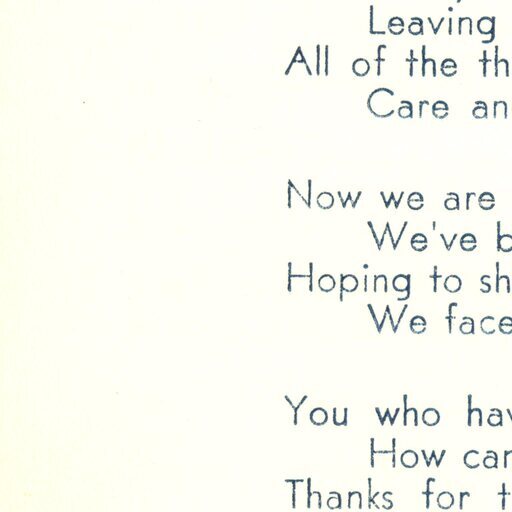 Leaving
All of the th
Care an
Now we are
We've b
Hoping to sh
We face
You who hav
How can
Thanks for t